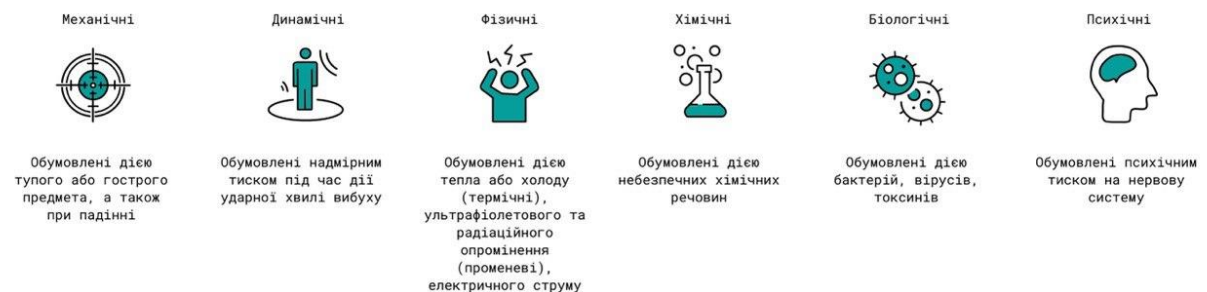 Механічні
Динамічні
Фізичні
Хімічні
Біологічні
Психічні
Обумовлені дією
тупого або гострого
предмета, а також
при падінні
Обумовлені надмірним
тиском під час дії
ударної хвилі вибуху
Обумовлені дією
тепла або холоду
(термічні),
ультрафіолетового та
радіаційного
опромінення
(променеві),
електричного струму
Обумовлені дією
небезпечних хімічних
речовин
Обумовлені дією
бактерій, вірусів,
токсинів
Обумовлені психічним
тиском на нервову
систему